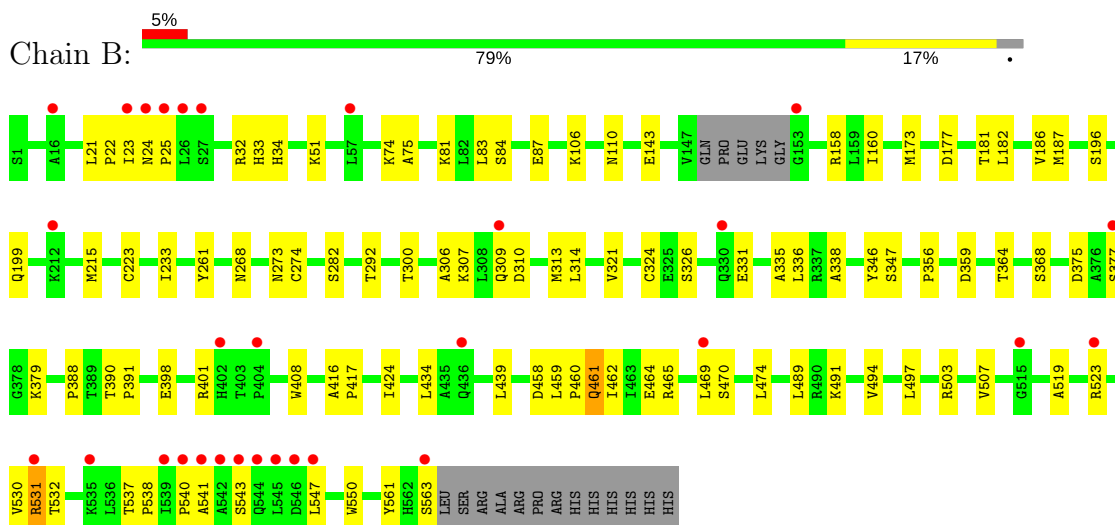 5%
Chain B:
79% 17% •
S1 A16 L21 P22 I23 N24 P25 L26 S27 R32 H33 H34 K51 L57 K74 A75 K81 L82 L83 S84 E87 K106 N110 E143 V147 GLN PRO GLU LYS GLY G153 R158 L159 I160 M173 D177 T181 L182 V186 M187 S196
Q199 K212 M215 C223 I233 Y261 N268 N273 C274 S282 T292 T300 A306 K307 L308 Q309 D310 M313 L314 V321 C324 E325 S326 Q330 E331 A335 L336 R337 A338 Y346 S347 P356 D359 T364 S368 D375 A376 S377
G378 K379 P388 T389 T390 P391 E398 R401 H402 T403 P404 W408 A416 P417 I424 L434 A435 Q436 L439 D458 L459 P460 Q461 I462 I463 E464 R465 L469 S470 L474 L489 R490 K491 V494 L497 R503 V507 G515 A519 R523
V530 R531 T532 K535 L536 T537 P538 I539 P540 A541 A542 S543 Q544 L545 D546 L547 W550 Y561 H562 S563 LEU SER ARG ALA ARG PRO ARG HIS HIS HIS HIS HIS HIS